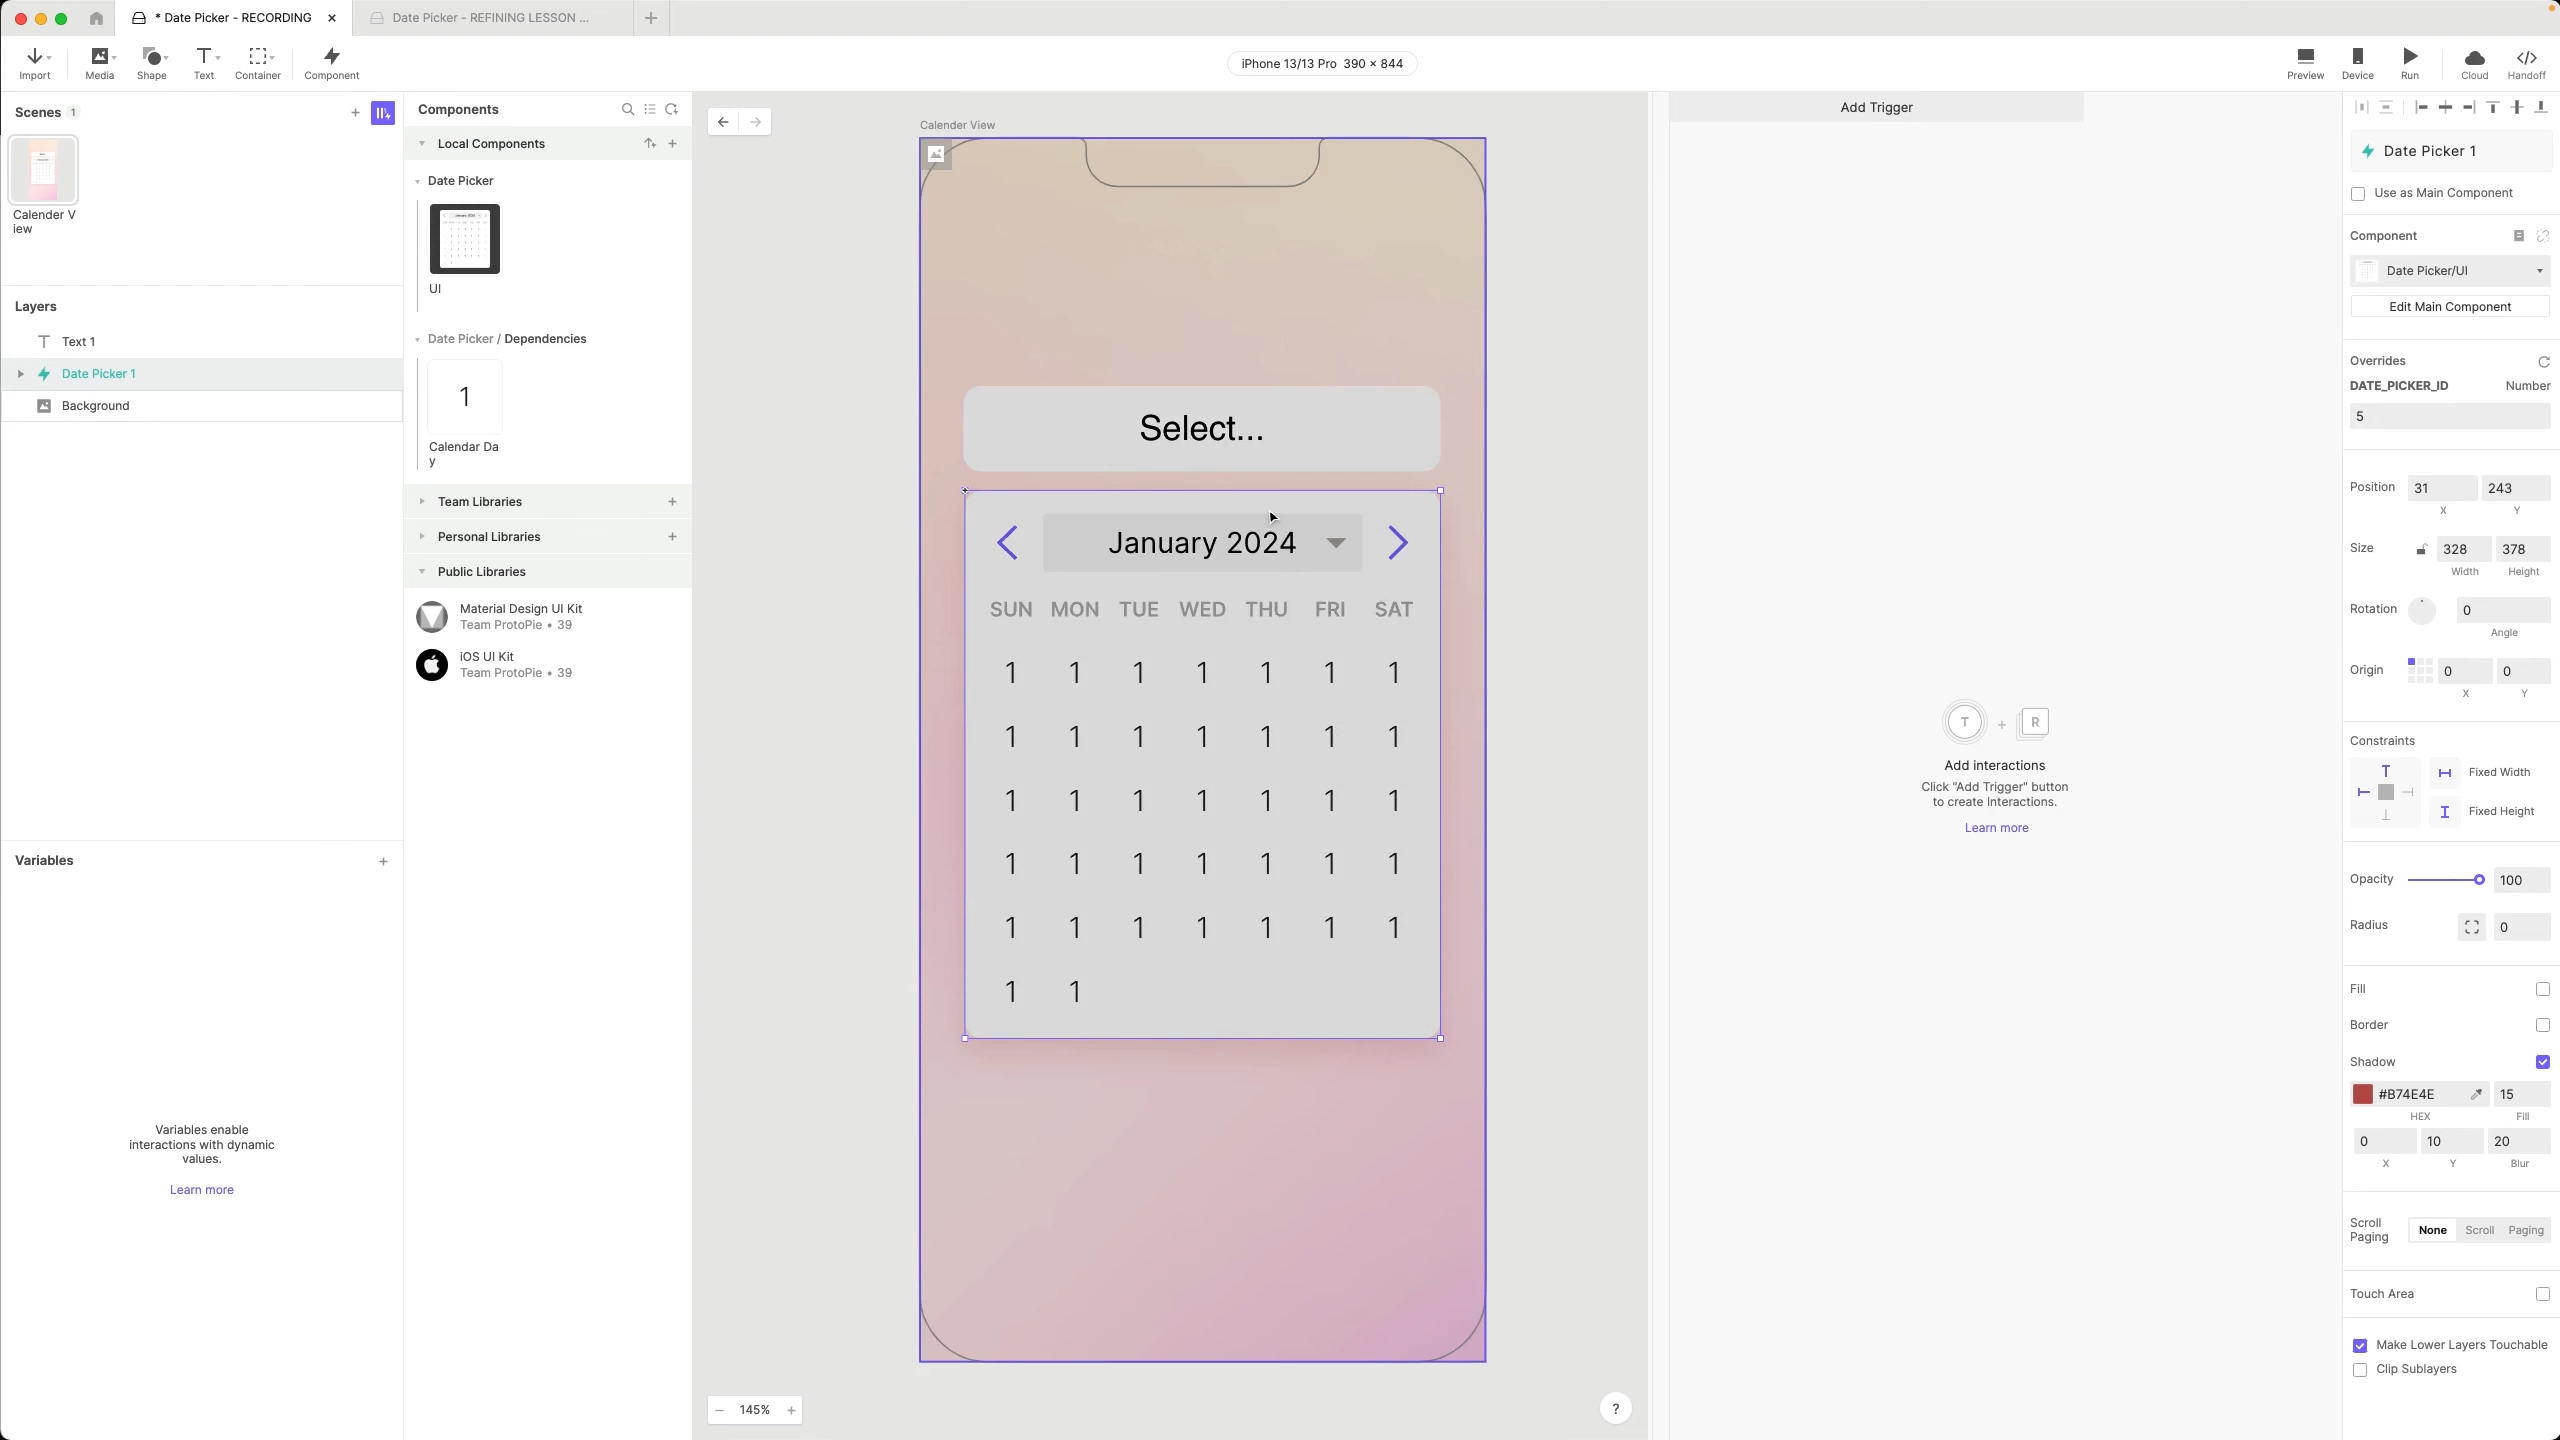 * Date Picker - RECORDING
Date Picker - REFINING LESSON ...
Import
Media
Shape
Text
Container
Component
iPhone 13/13 Pro 390 × 844
Preview
Device
Run
Cloud
Handoff
Scenes 1
Calender V
iew
Layers
Text 1
Date Picker 1
Background
Variables
Variables enable
interactions with dynamic
values.
Learn more
Components
Local Components
Date Picker
UI
Date Picker / Dependencies
1
Calendar Da
y
Team Libraries
Personal Libraries
Public Libraries
Material Design UI Kit
Team ProtoPie • 39
iOS UI Kit
Team ProtoPie • 39
Calender View
Select...
January 2024
SUN MON TUE WED THU FRI SAT
1 1 1 1 1 1 1
1 1 1 1 1 1 1
1 1 1 1 1 1 1
1 1 1 1 1 1 1
1 1 1 1 1 1 1
1 1
145%
?
Add Trigger
T + R
Add interactions
Click "Add Trigger" button
to create Interactions.
Learn more
Date Picker 1
Use as Main Component
Component
Date Picker/UI
Edit Main Component
Overrides
DATE_PICKER_ID Number
5
Position 31 243
X Y
Size 328 378
Width Height
Rotation 0
Angle
Origin 0 0
X Y
Constraints
Fixed Width
Fixed Height
Opacity 100
Radius 0
Fill
Border
Shadow
#B74E4E 15
HEX Fill
0 10 20
X Y Blur
Scroll
Paging
None Scroll Paging
Touch Area
Make Lower Layers Touchable
Clip Sublayers